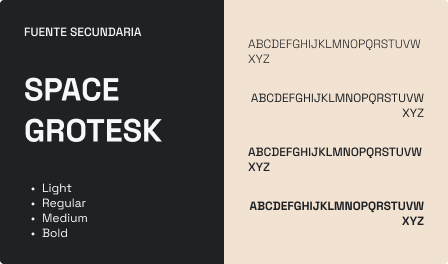 FUENTE SECUNDARIA
SPACE
GROTESK
• Light
• Regular
• Medium
• Bold
ABCDEFGHIJKLMNOPQRSTUVW
XYZ
ABCDEFGHIJKLMNOPQRSTUVW
XYZ
ABCDEFGHIJKLMNOPQRSTUVW
XYZ
ABCDEFGHIJKLMNOPQRSTUVW
XYZ